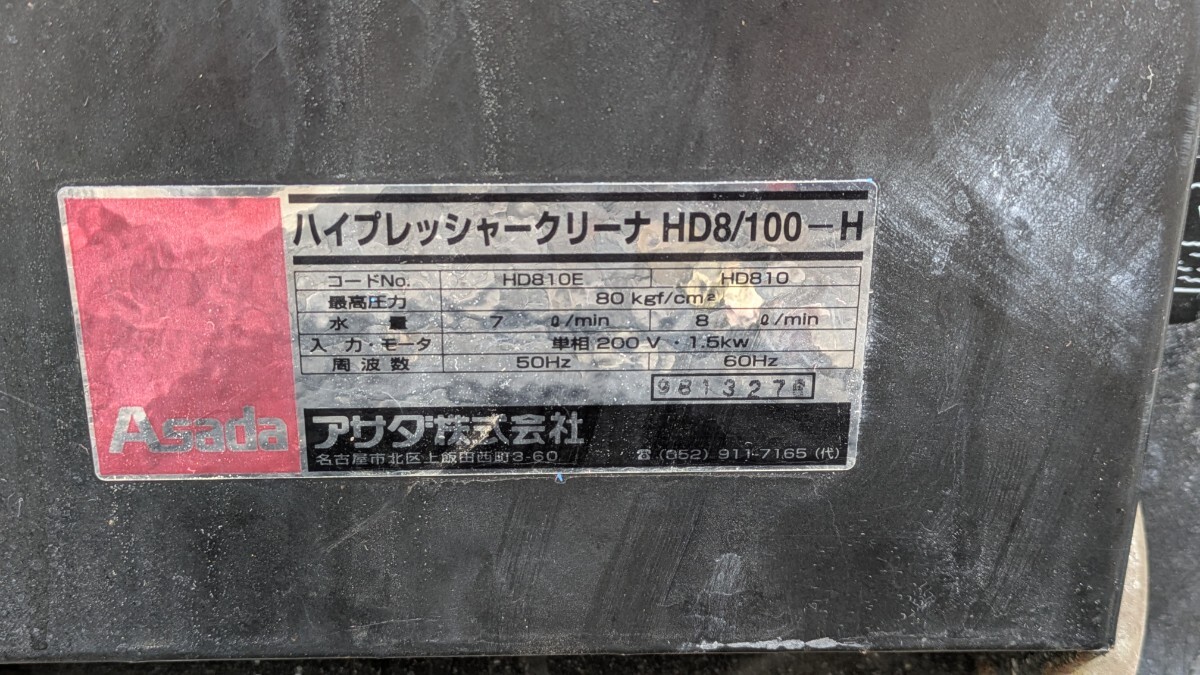 ハイプレッシャークリーナ HD8/100-H
コードNo. HD810E HD810
最高圧力 80 kgf/cm²
水 量 7 ℓ/min 8 ℓ/min
入力・モータ 単相 200 V ・ 1.5kw
周波数 50Hz 60Hz
9813276
Asada
アサダ株式会社
名古屋市北区上飯田西町3-60 ☎(052) 911-7165 (代)